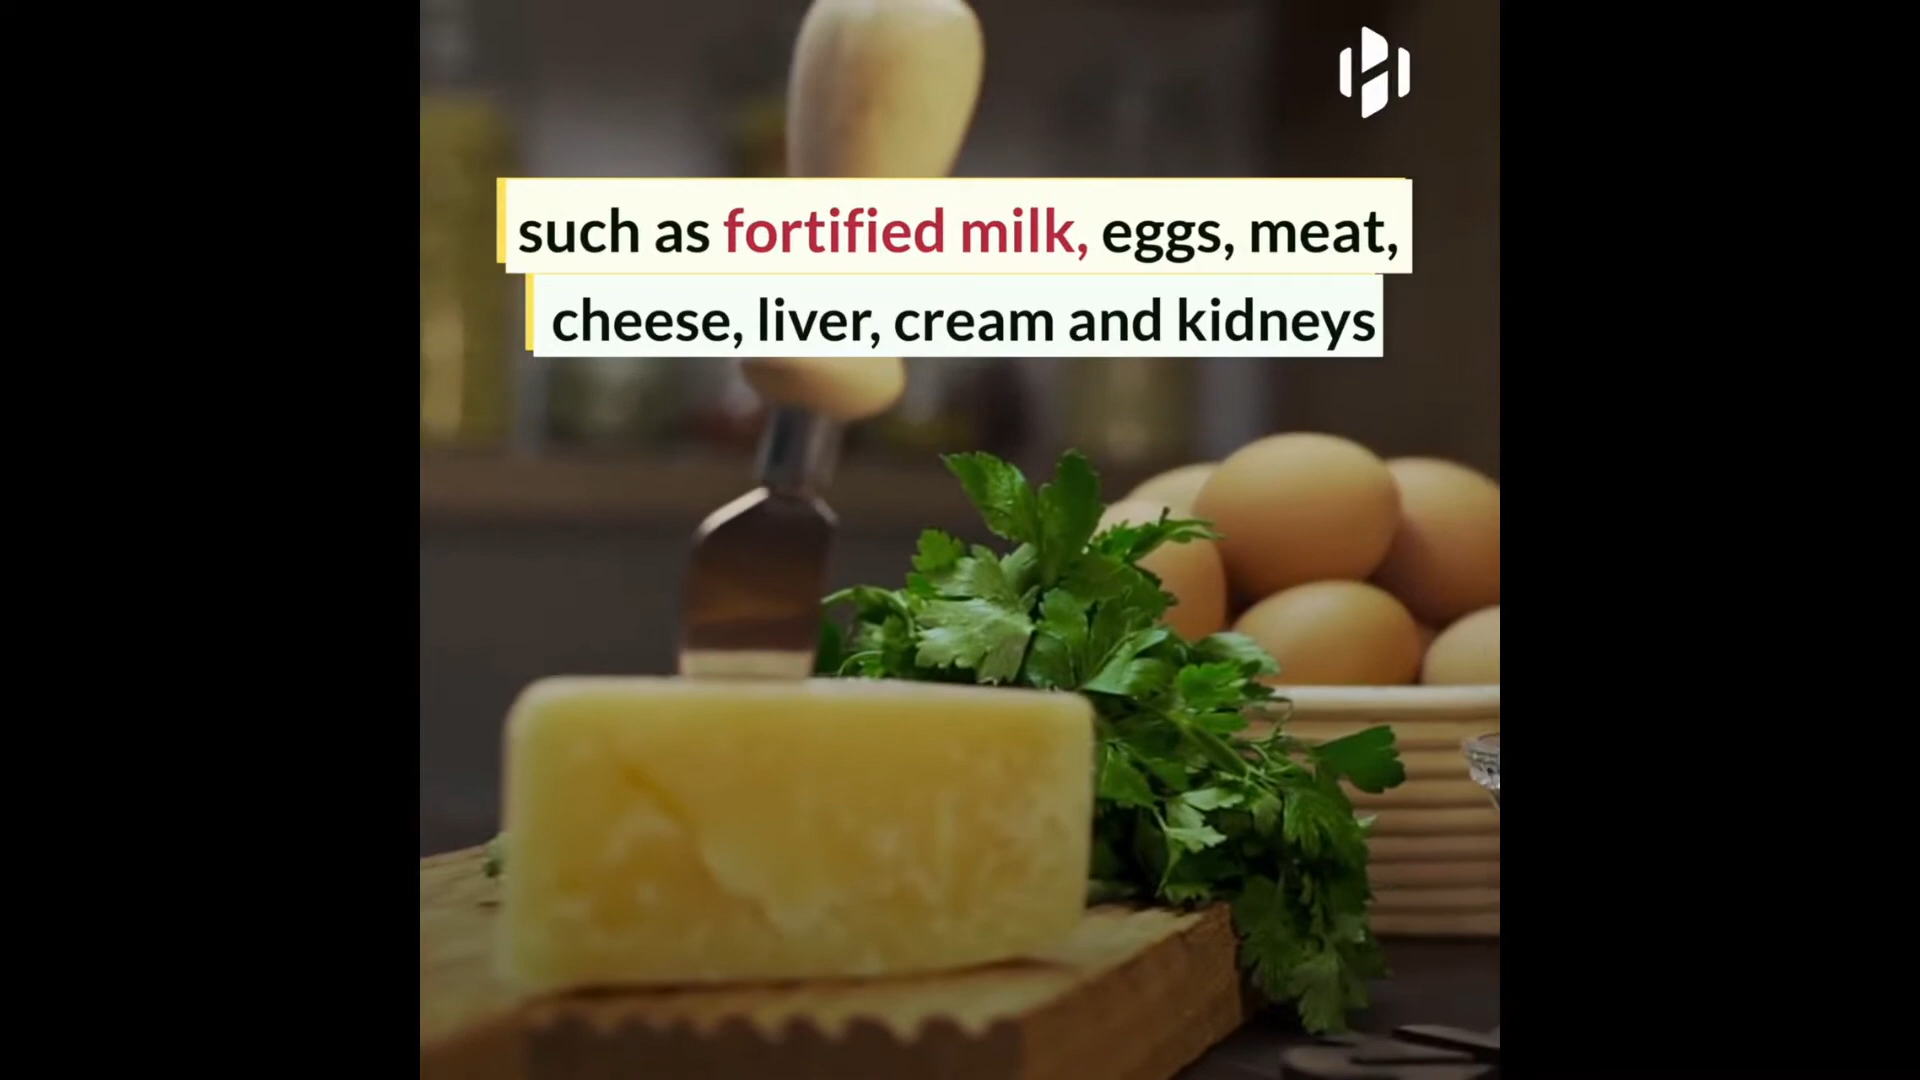 such as fortified milk, eggs, meat,
cheese, liver, cream and kidneys